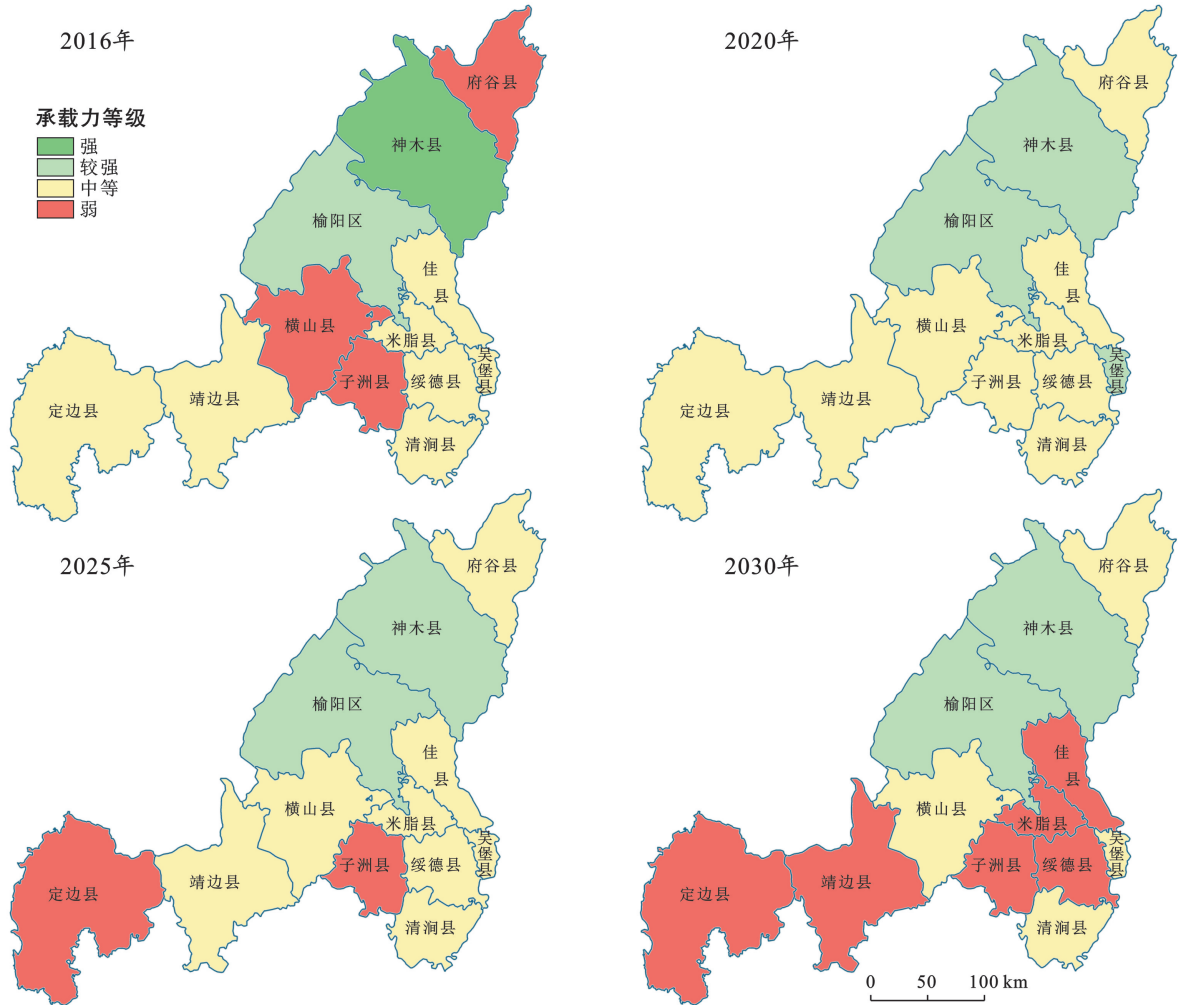 2016年
承载力等级
强
较强
中等
弱
府谷县
神木县
榆阳区
佳县
横山县
米脂县
吴堡县
子洲县
绥德县
靖边县
定边县
清涧县
2020年
府谷县
神木县
榆阳区
佳县
横山县
米脂县
吴堡县
子洲县
绥德县
靖边县
定边县
清涧县
2025年
府谷县
神木县
榆阳区
佳县
横山县
米脂县
吴堡县
子洲县
绥德县
靖边县
定边县
清涧县
2030年
府谷县
神木县
榆阳区
佳县
横山县
米脂县
吴堡县
子洲县
绥德县
靖边县
定边县
清涧县
0 50 100 km